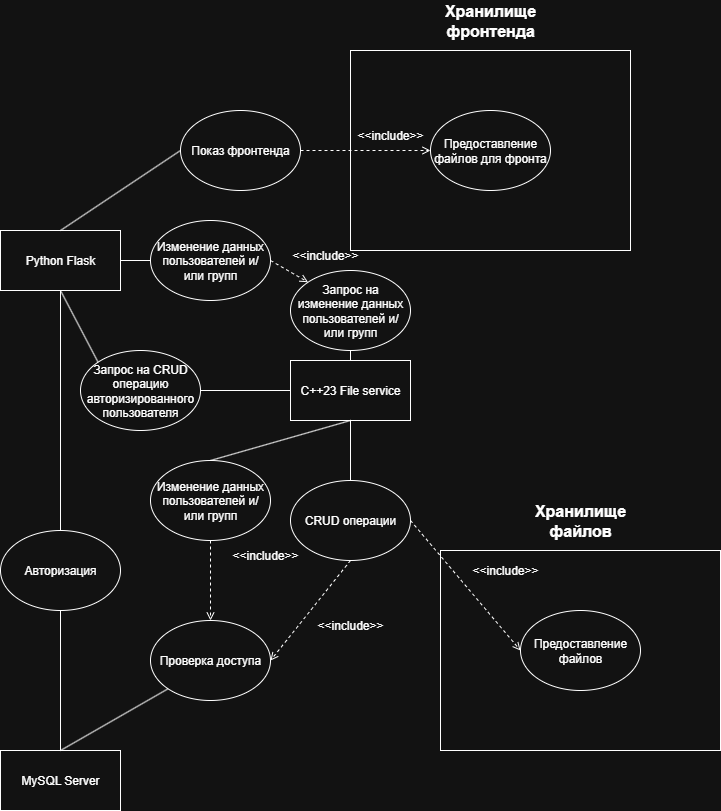 Хранилище
фронтенда
<<include>>
Показ фронтенда
Предоставление
файлов для фронта
Python Flask
Изменение данных
пользователей и/
или групп
<<include>>
Запрос на
изменение данных
пользователей и/
или групп
Запрос на CRUD
операцию
авторизированного
пользователя
C++23 File service
Изменение данных
пользователей и/
или групп
CRUD операции
Хранилище
файлов
<<include>>
<<include>>
Авторизация
<<include>>
Предоставление
файлов
Проверка доступа
MySQL Server